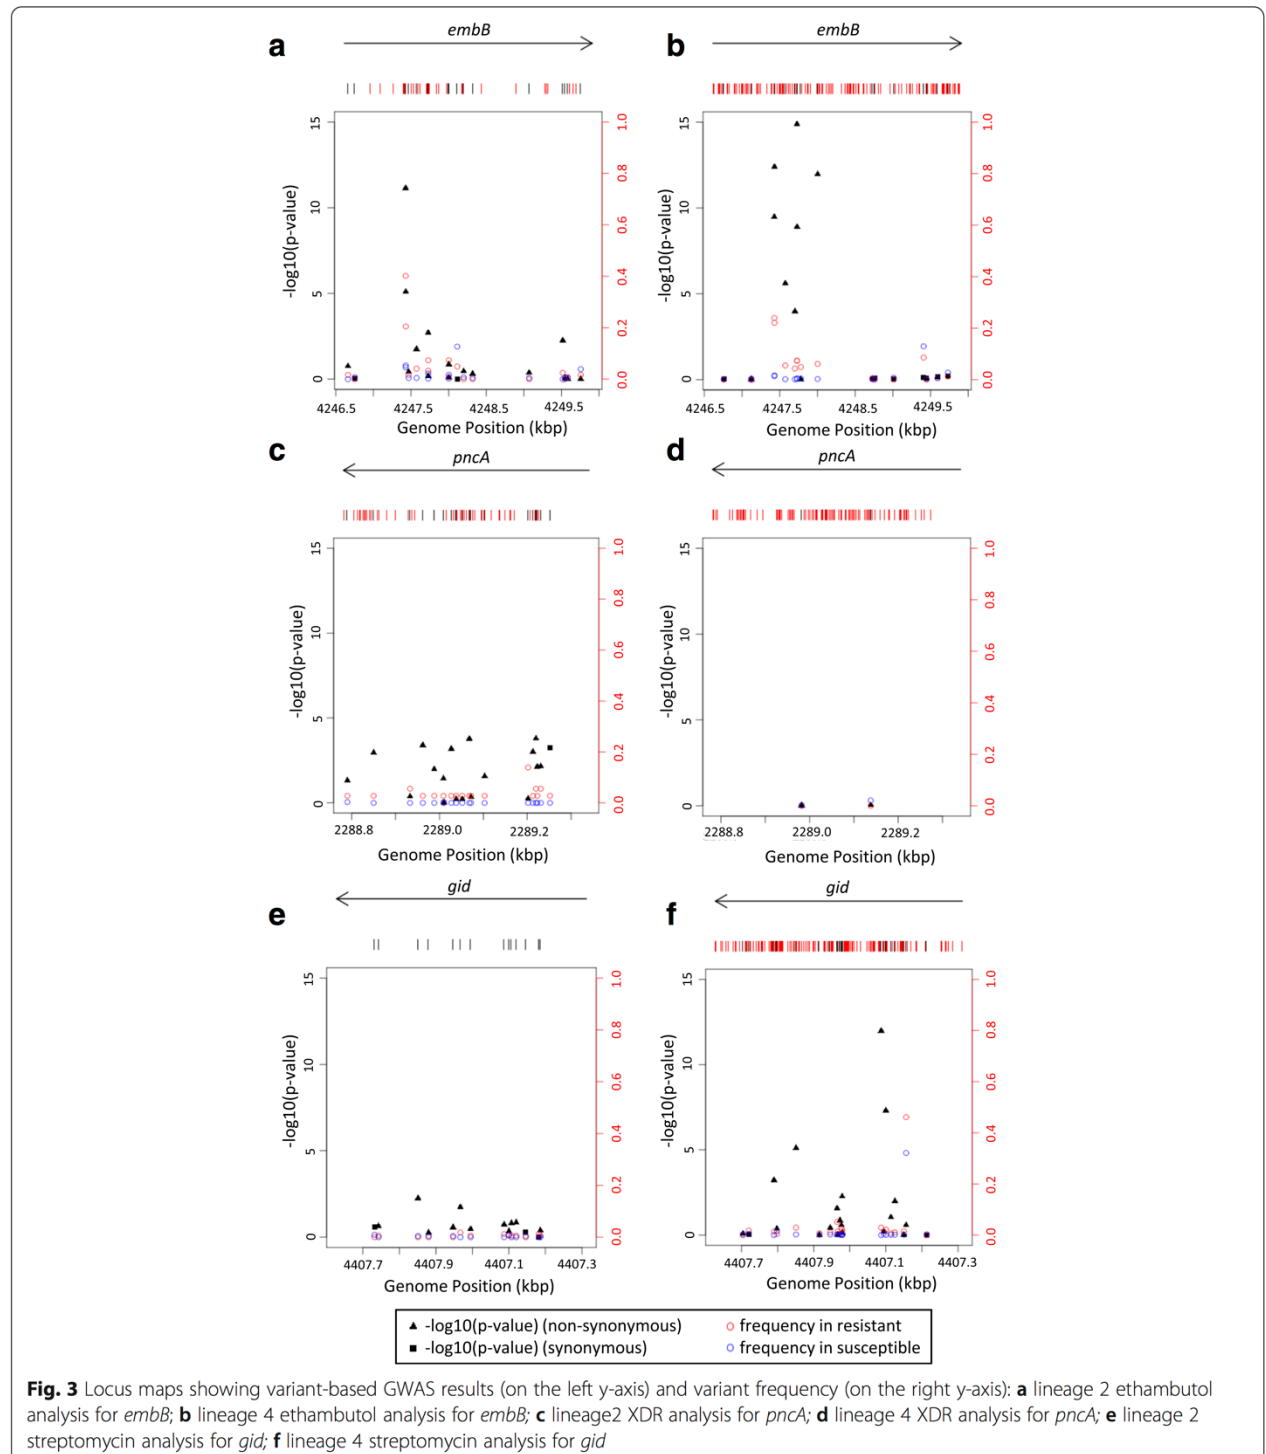 a
embB
b
embB
15
10
5
0
-log10(p-value)
1.0
0.8
0.6
0.4
0.2
0.0
4246.5 4247.5 4248.5 4249.5
Genome Position (kbp)
15
10
5
0
-log10(p-value)
1.0
0.8
0.6
0.4
0.2
0.0
4246.5 4247.5 4248.5 4249.5
Genome Position (kbp)
c
pncA
d
pncA
15
10
5
0
-log10(p-value)
1.0
0.8
0.6
0.4
0.2
0.0
2288.8 2289.0 2289.2
Genome Position (kbp)
15
10
5
0
-log10(p-value)
1.0
0.8
0.6
0.4
0.2
0.0
2288.8 2289.0 2289.2
Genome Position (kbp)
e
gid
f
gid
15
10
5
0
-log10(p-value)
1.0
0.8
0.6
0.4
0.2
0.0
4407.7 4407.9 4407.1 4407.3
Genome Position (kbp)
15
10
5
0
-log10(p-value)
1.0
0.8
0.6
0.4
0.2
0.0
4407.7 4407.9 4407.1 4407.3
Genome Position (kbp)
▲ -log10(p-value) (non-synonymous) ○ frequency in resistant
■ -log10(p-value) (synonymous) ○ frequency in susceptible
Fig. 3 Locus maps showing variant-based GWAS results (on the left y-axis) and variant frequency (on the right y-axis): a lineage 2 ethambutol
analysis for embB; b lineage 4 ethambutol analysis for embB; c lineage2 XDR analysis for pncA; d lineage 4 XDR analysis for pncA; e lineage 2
streptomycin analysis for gid; f lineage 4 streptomycin analysis for gid